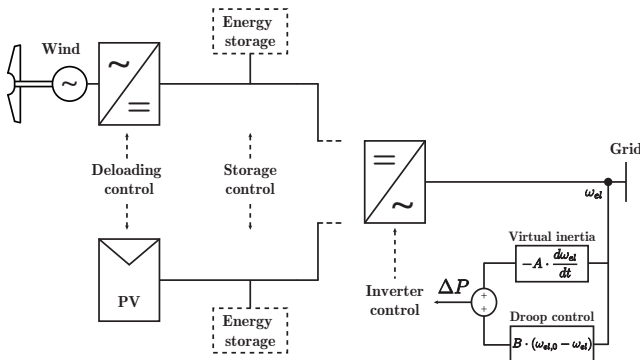 Energy
storage
Wind
~
~
=
Deloading
control
Storage
control
=
~
Grid
ω_el
Virtual inertia
−A · dω_el/dt
ΔP
+
+
Inverter
control
Droop control
B · (ω_el,0 − ω_el)
PV
Energy
storage